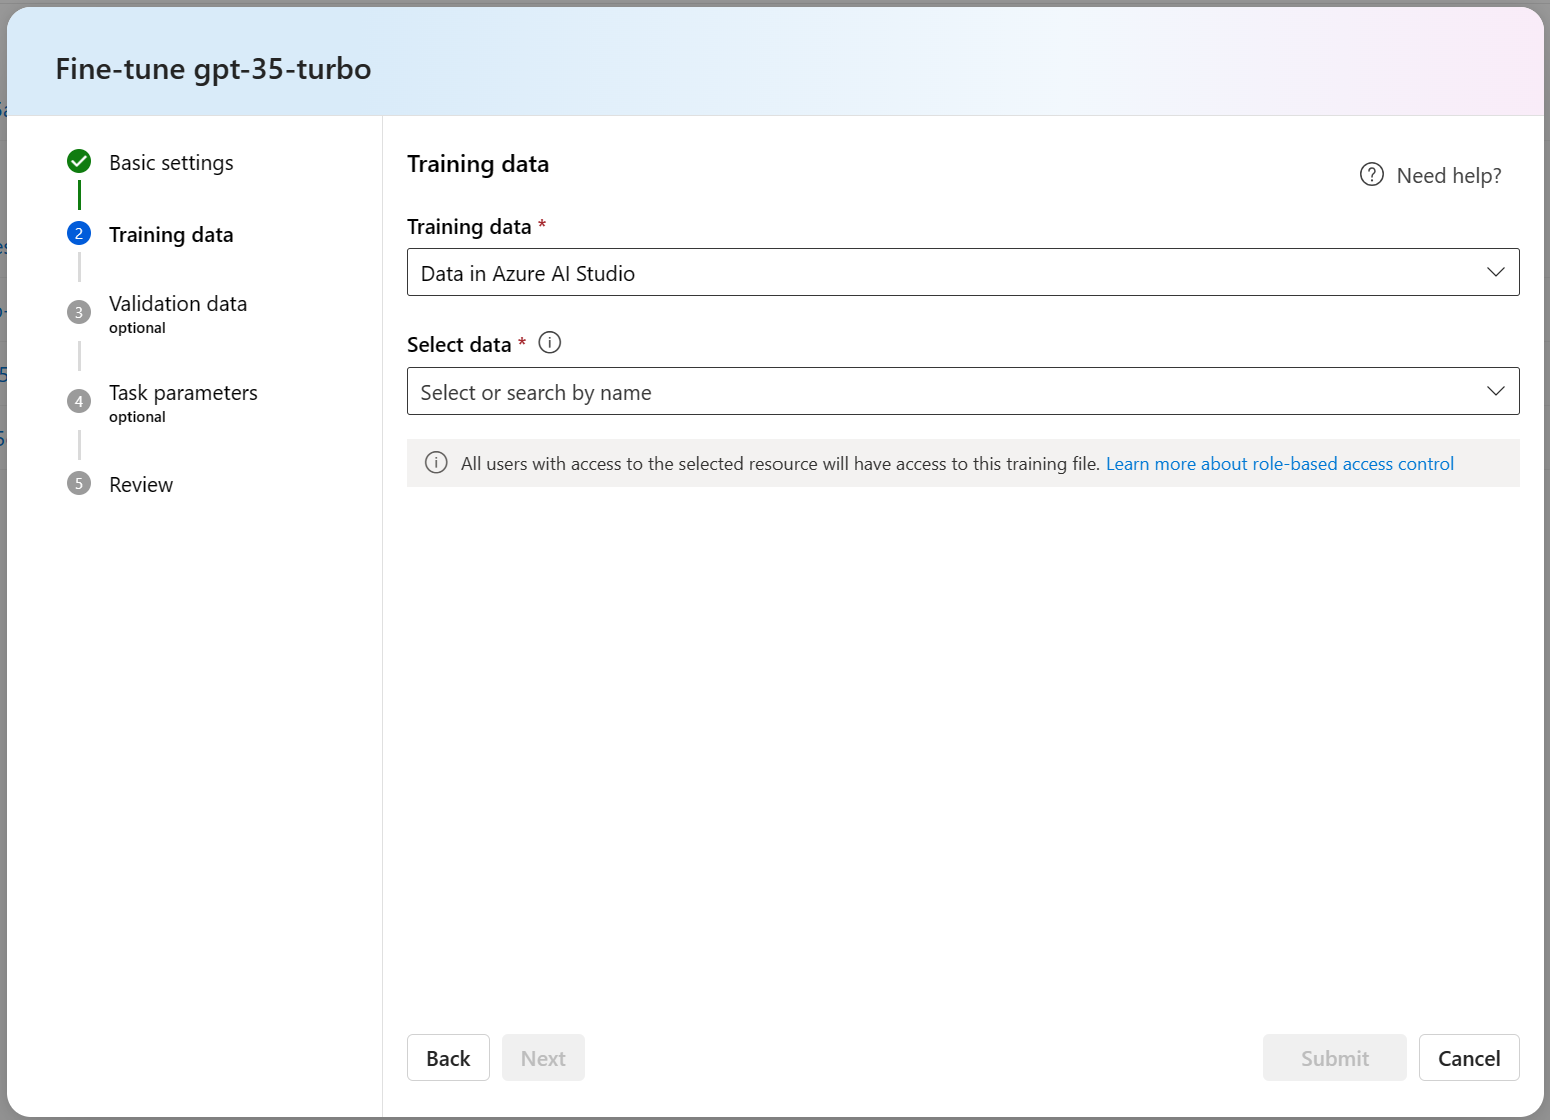 Fine-tune gpt-35-turbo
Basic settings
2 Training data
3 Validation data
optional
4 Task parameters
optional
5 Review
Training data
Need help?
Training data *
Data in Azure AI Studio
Select data *
Select or search by name
All users with access to the selected resource will have access to this training file. Learn more about role-based access control
Back
Next
Submit
Cancel